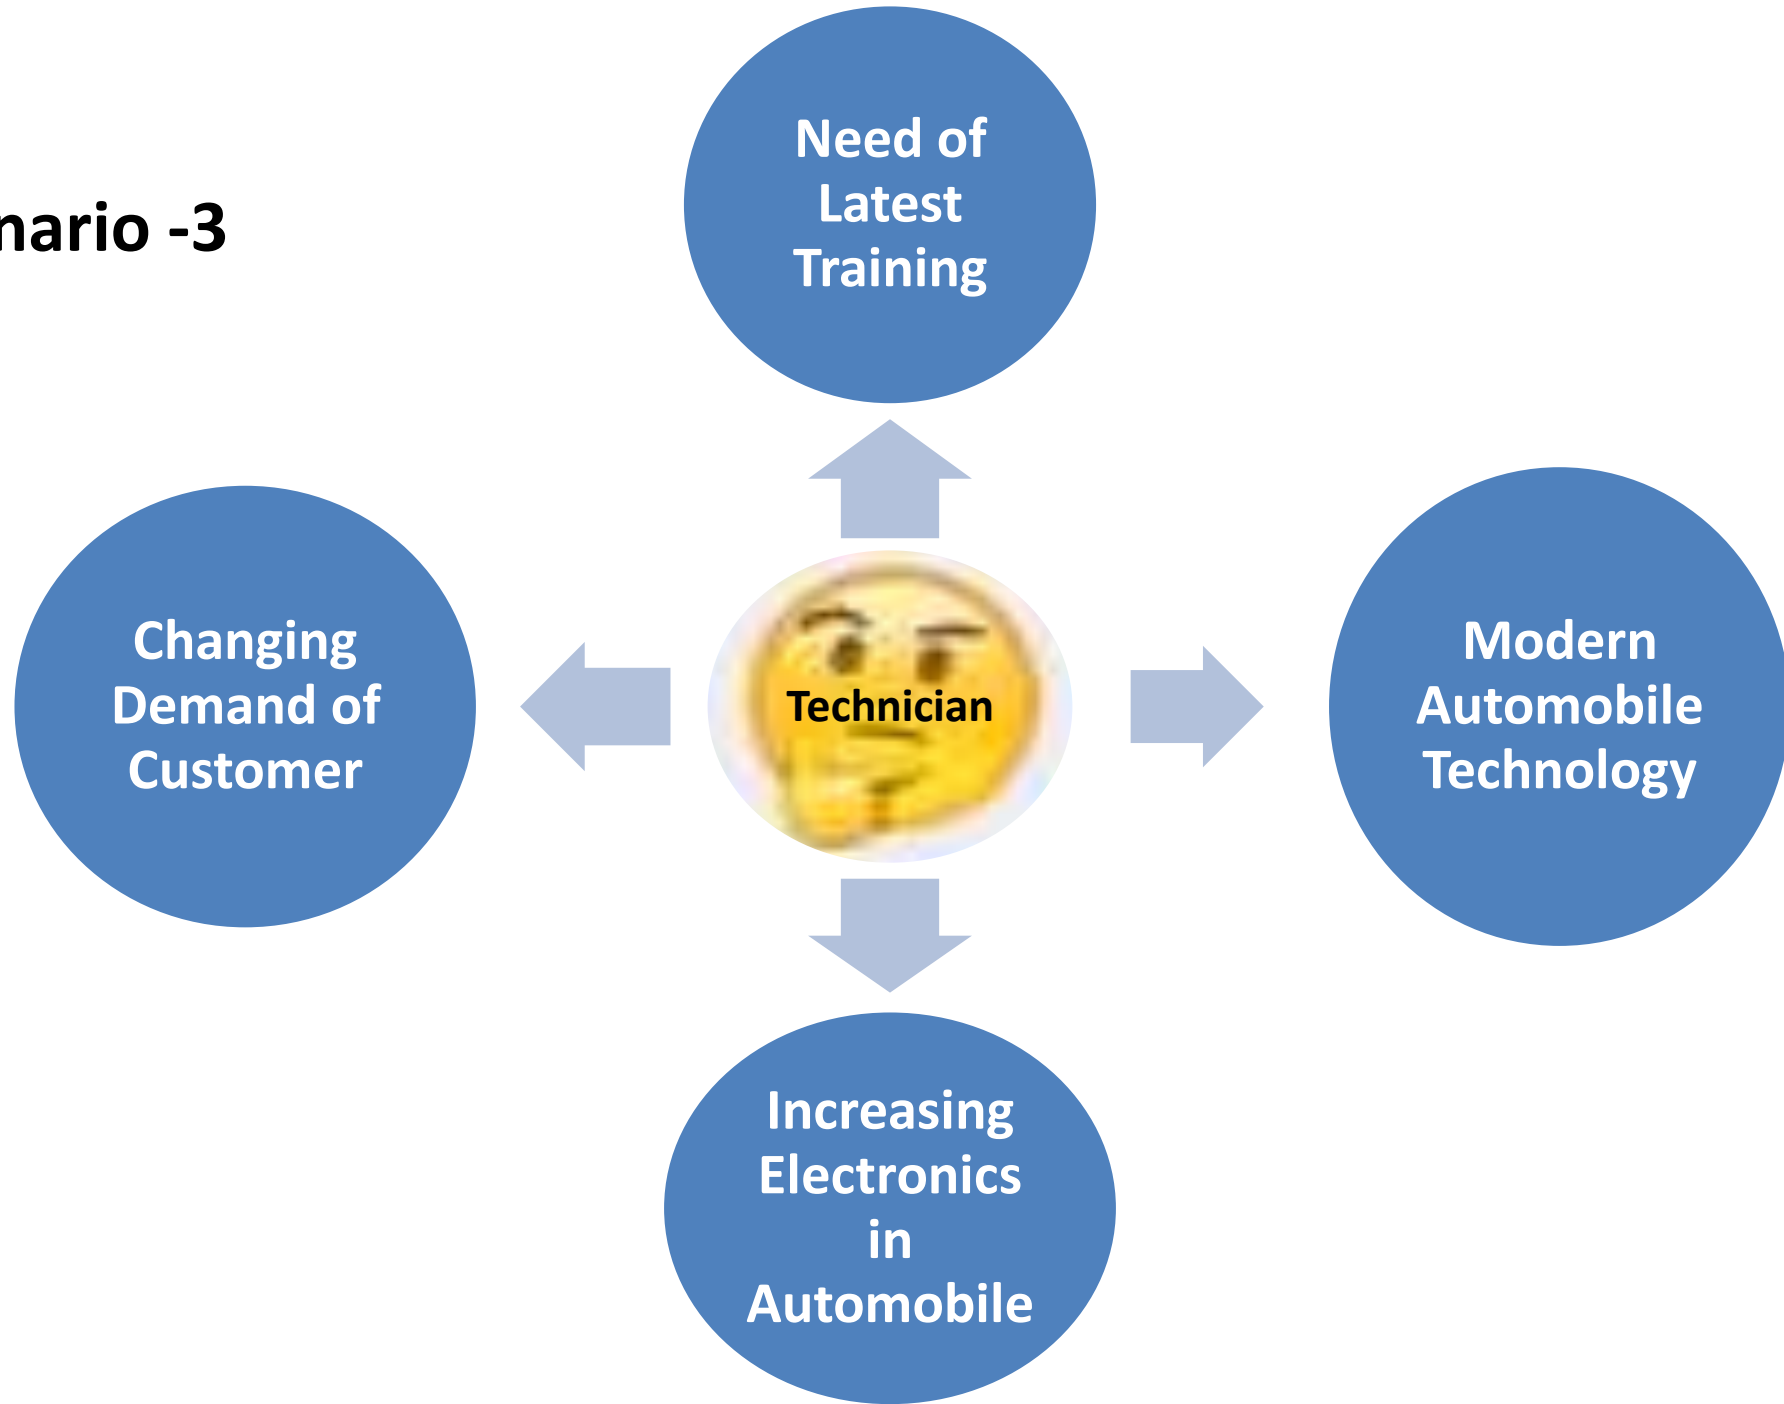 Need of
Latest
Training
nario -3
Changing
Demand of
Customer
Technician
Modern
Automobile
Technology
Increasing
Electronics
in
Automobile